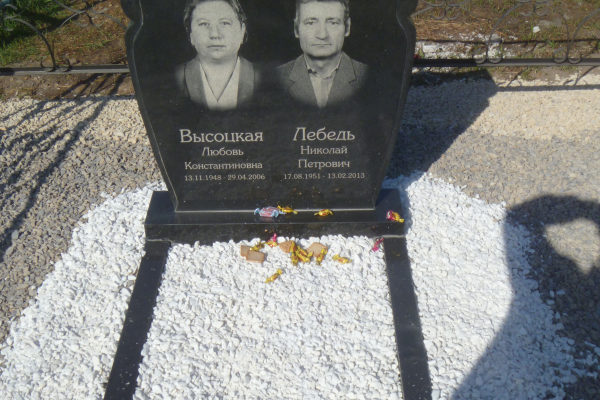 Высоцкая
Любовь
Константиновна
13.11.1948 - 29.04.2006
Лебедь
Николай
Петрович
17.08.1951 - 13.02.2013